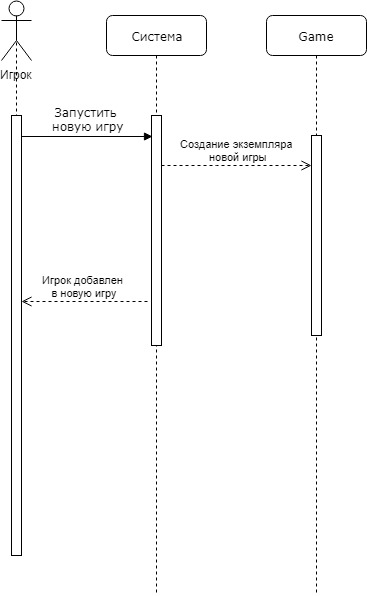 Игрок
Система
Game
Запустить
новую игру
Создание экземпляра
новой игры
Игрок добавлен
в новую игру